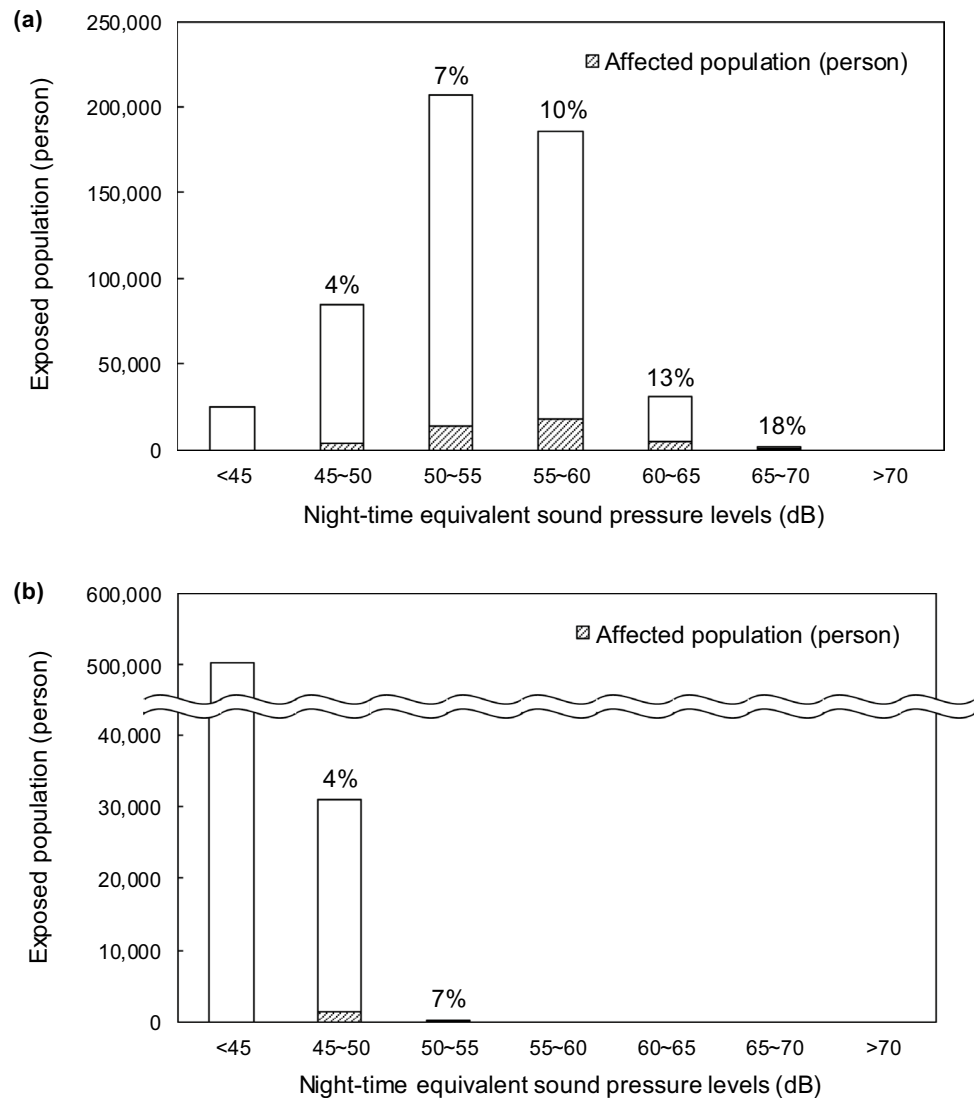 (a)
250,000
200,000
150,000
100,000
50,000
0
Exposed population (person)
Affected population (person)
4%
7%
10%
13%
18%
<45 45~50 50~55 55~60 60~65 65~70 >70
Night-time equivalent sound pressure levels (dB)
(b)
600,000
500,000
40,000
30,000
20,000
10,000
0
Exposed population (person)
Affected population (person)
4%
7%
<45 45~50 50~55 55~60 60~65 65~70 >70
Night-time equivalent sound pressure levels (dB)